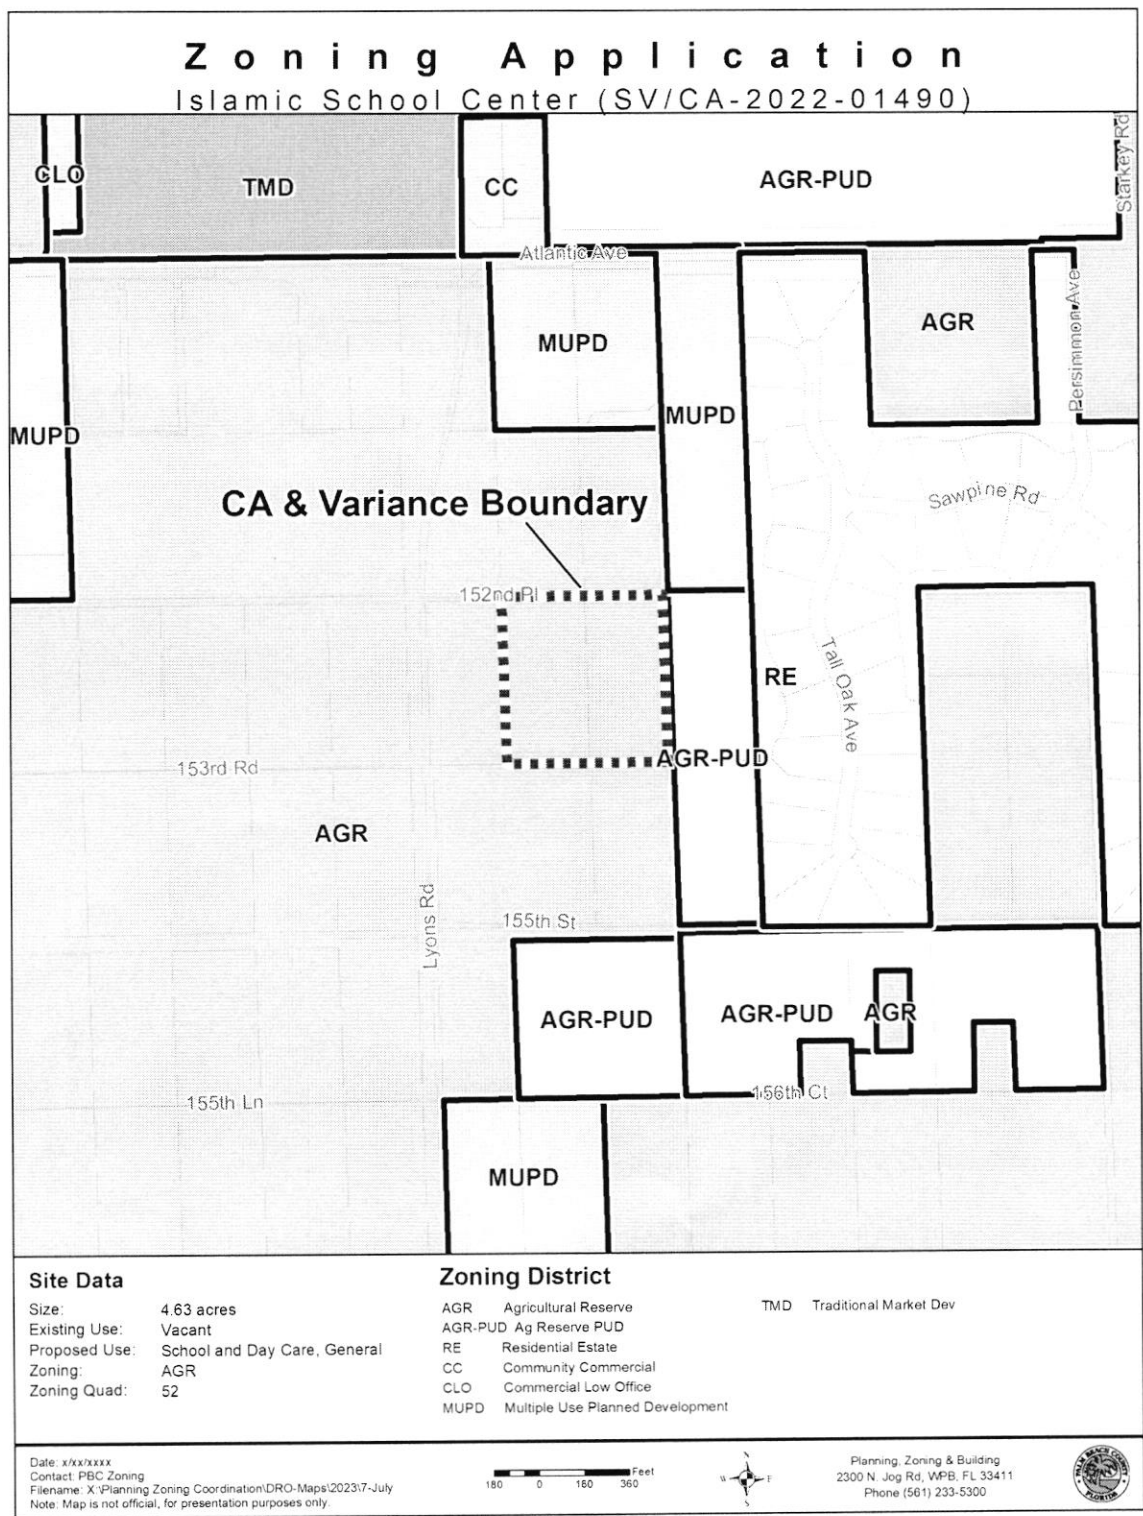 Zoning Application
Islamic School Center (SV/CA-2022-01490)
CLO
TMD
CC
AGR-PUD
Starkey Rd
Atlantic Ave
MUPD
AGR
Persimmon Ave
MUPD
MUPD
CA & Variance Boundary
Sawpine Rd
152nd Pl
Tall Oak Ave
RE
AGR-PUD
153rd Rd
AGR
Lyons Rd
155th St
AGR-PUD
AGR-PUD
AGR
156th Ct
155th Ln
MUPD
Site Data
Size: 4.63 acres
Existing Use: Vacant
Proposed Use: School and Day Care, General
Zoning: AGR
Zoning Quad: 52
Zoning District
AGR Agricultural Reserve
AGR-PUD Ag Reserve PUD
RE Residential Estate
CC Community Commercial
CLO Commercial Low Office
MUPD Multiple Use Planned Development
TMD Traditional Market Dev
Date: x/xx/xxxx
Contact: PBC Zoning
Filename: X:\Planning Zoning Coordination\DRO-Maps\2023\7-July
Note: Map is not official, for presentation purposes only.
Feet
180 0 180 360
N
W E
S
Planning, Zoning & Building
2300 N. Jog Rd, WPB, FL 33411
Phone (561) 233-5300
PALM BEACH COUNTY
FLORIDA